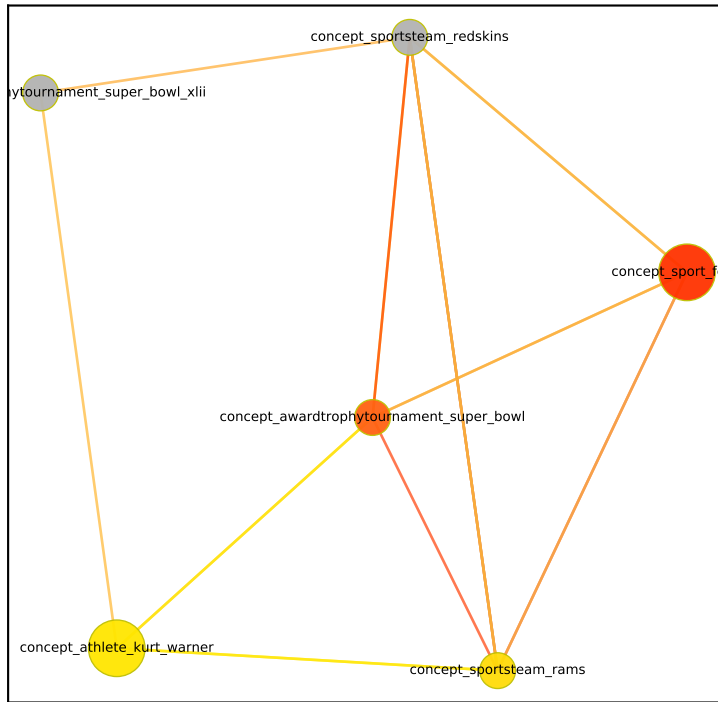 concept_sportsteam_redskins
ytournament_super_bowl_xlii
concept_sport_f
concept_awardtrophytournament_super_bowl
concept_athlete_kurt_warner
concept_sportsteam_rams